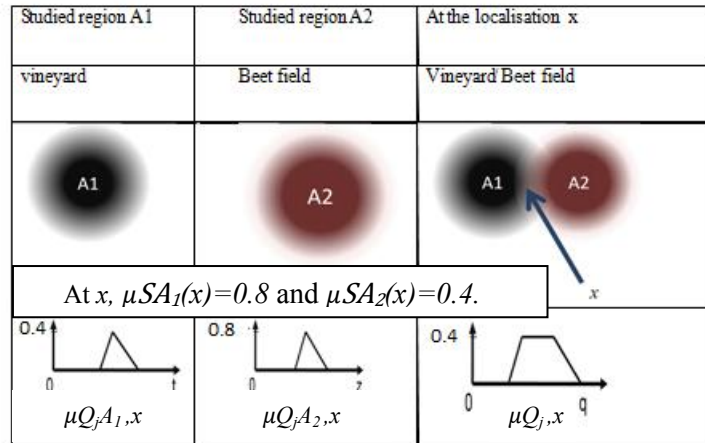 Studied region A1
Studied region A2
At the localisation x
vineyard
Beet field
Vineyard Beet field
A1
A2
A1
A2
x
At x, μSA₁(x)=0.8 and μSA₂(x)=0.4.
0.4
0
t
μQⱼA₁,x
0.8
0
z
μQⱼA₂,x
0.4
0
q
μQⱼ,x